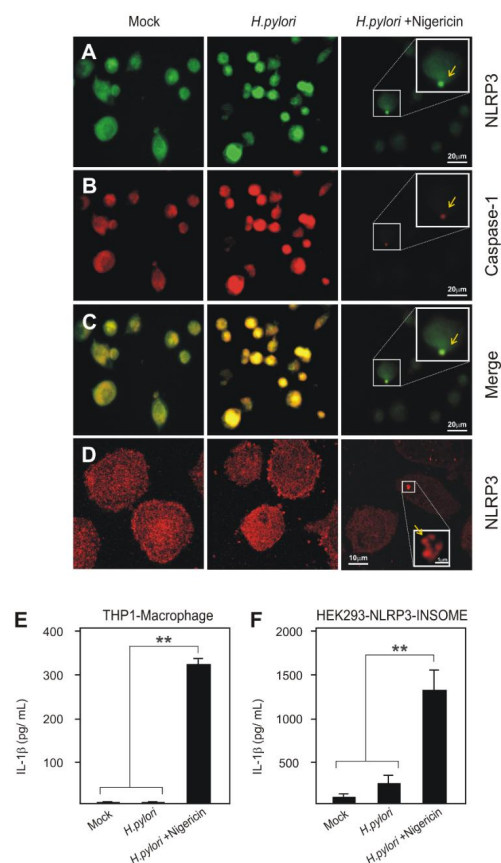 Mock H.pylori H.pylori +Nigericin
A
NLRP3
20µm
B
Caspase-1
20µm
C
Merge
20µm
D
NLRP3
10µm
1µm
E THP1-Macrophage
**
IL-1β (pg/ mL)
400
300
200
100
Mock
H.pylori
H.pylori +Nigericin
F HEK293-NLRP3-INSOME
**
IL-1β (pg/ mL)
2000
1500
1000
500
Mock
H.pylori
H.pylori +Nigericin